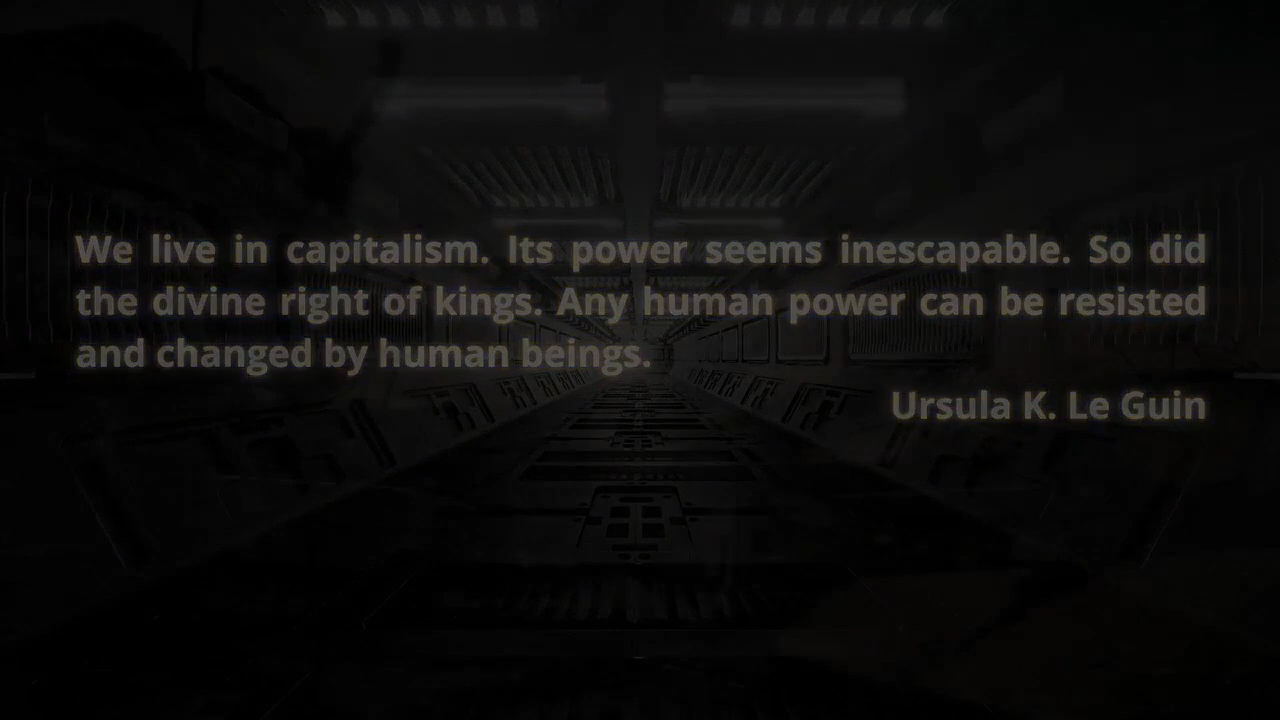 We live in capitalism. Its power seems inescapable. So did
the divine right of kings. Any human power can be resisted
and changed by human beings.
Ursula K. Le Guin